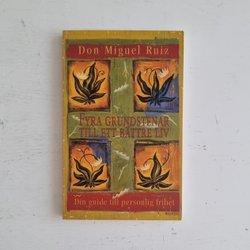 Don Miguel Ruiz
FYRA GRUNDSTENAR
TILL ETT BÄTTRE LIV
Din guide till personlig frihet